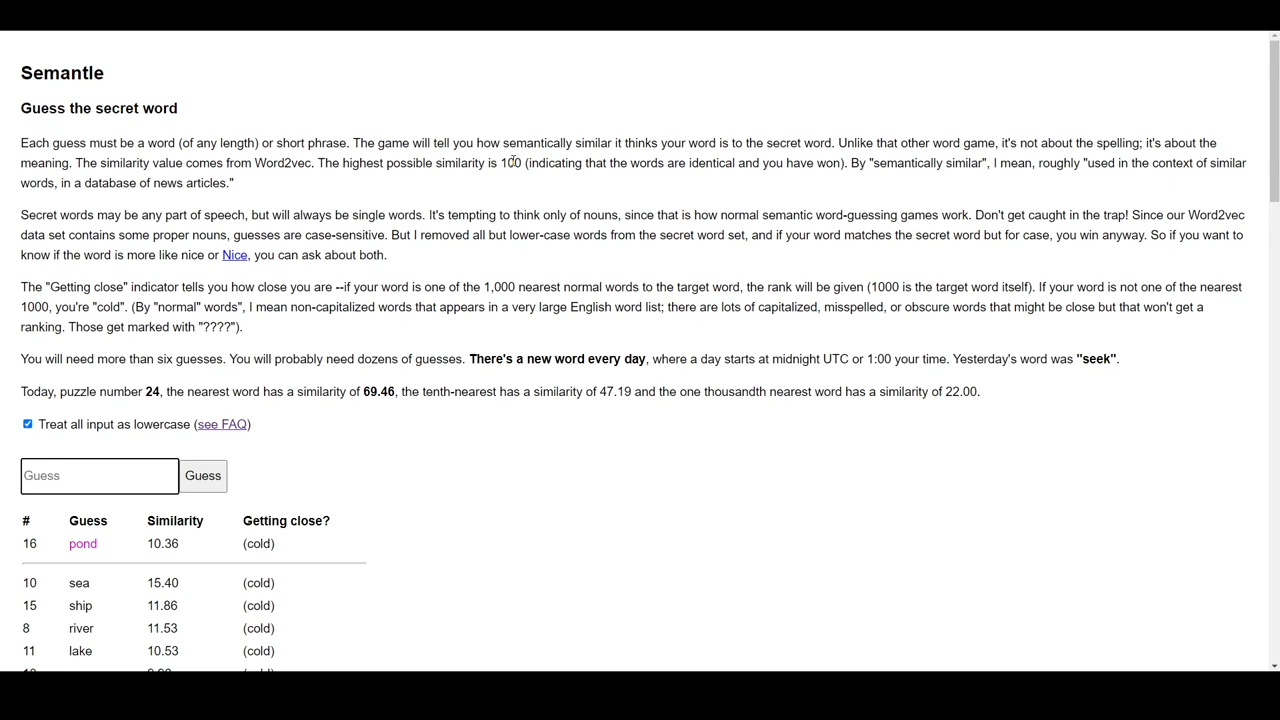 Semantle
Guess the secret word
Each guess must be a word (of any length) or short phrase. The game will tell you how semantically similar it thinks your word is to the secret word. Unlike that other word game, it's not about the spelling; it's about the
meaning. The similarity value comes from Word2vec. The highest possible similarity is 100 (indicating that the words are identical and you have won). By "semantically similar", I mean, roughly "used in the context of similar
words, in a database of news articles."
Secret words may be any part of speech, but will always be single words. It's tempting to think only of nouns, since that is how normal semantic word-guessing games work. Don't get caught in the trap! Since our Word2vec
data set contains some proper nouns, guesses are case-sensitive. But I removed all but lower-case words from the secret word set, and if your word matches the secret word but for case, you win anyway. So if you want to
know if the word is more like nice or Nice, you can ask about both.
The "Getting close" indicator tells you how close you are --if your word is one of the 1,000 nearest normal words to the target word, the rank will be given (1000 is the target word itself). If your word is not one of the nearest
1000, you're "cold". (By "normal" words", I mean non-capitalized words that appears in a very large English word list; there are lots of capitalized, misspelled, or obscure words that might be close but that won't get a
ranking. Those get marked with "????").
You will need more than six guesses. You will probably need dozens of guesses. There's a new word every day, where a day starts at midnight UTC or 1:00 your time. Yesterday's word was "seek".
Today, puzzle number 24, the nearest word has a similarity of 69.46, the tenth-nearest has a similarity of 47.19 and the one thousandth nearest word has a similarity of 22.00.
Treat all input as lowercase (see FAQ)
Guess Guess
# Guess Similarity Getting close?
16 pond 10.36 (cold)
10 sea 15.40 (cold)
15 ship 11.86 (cold)
8 river 11.53 (cold)
11 lake 10.53 (cold)